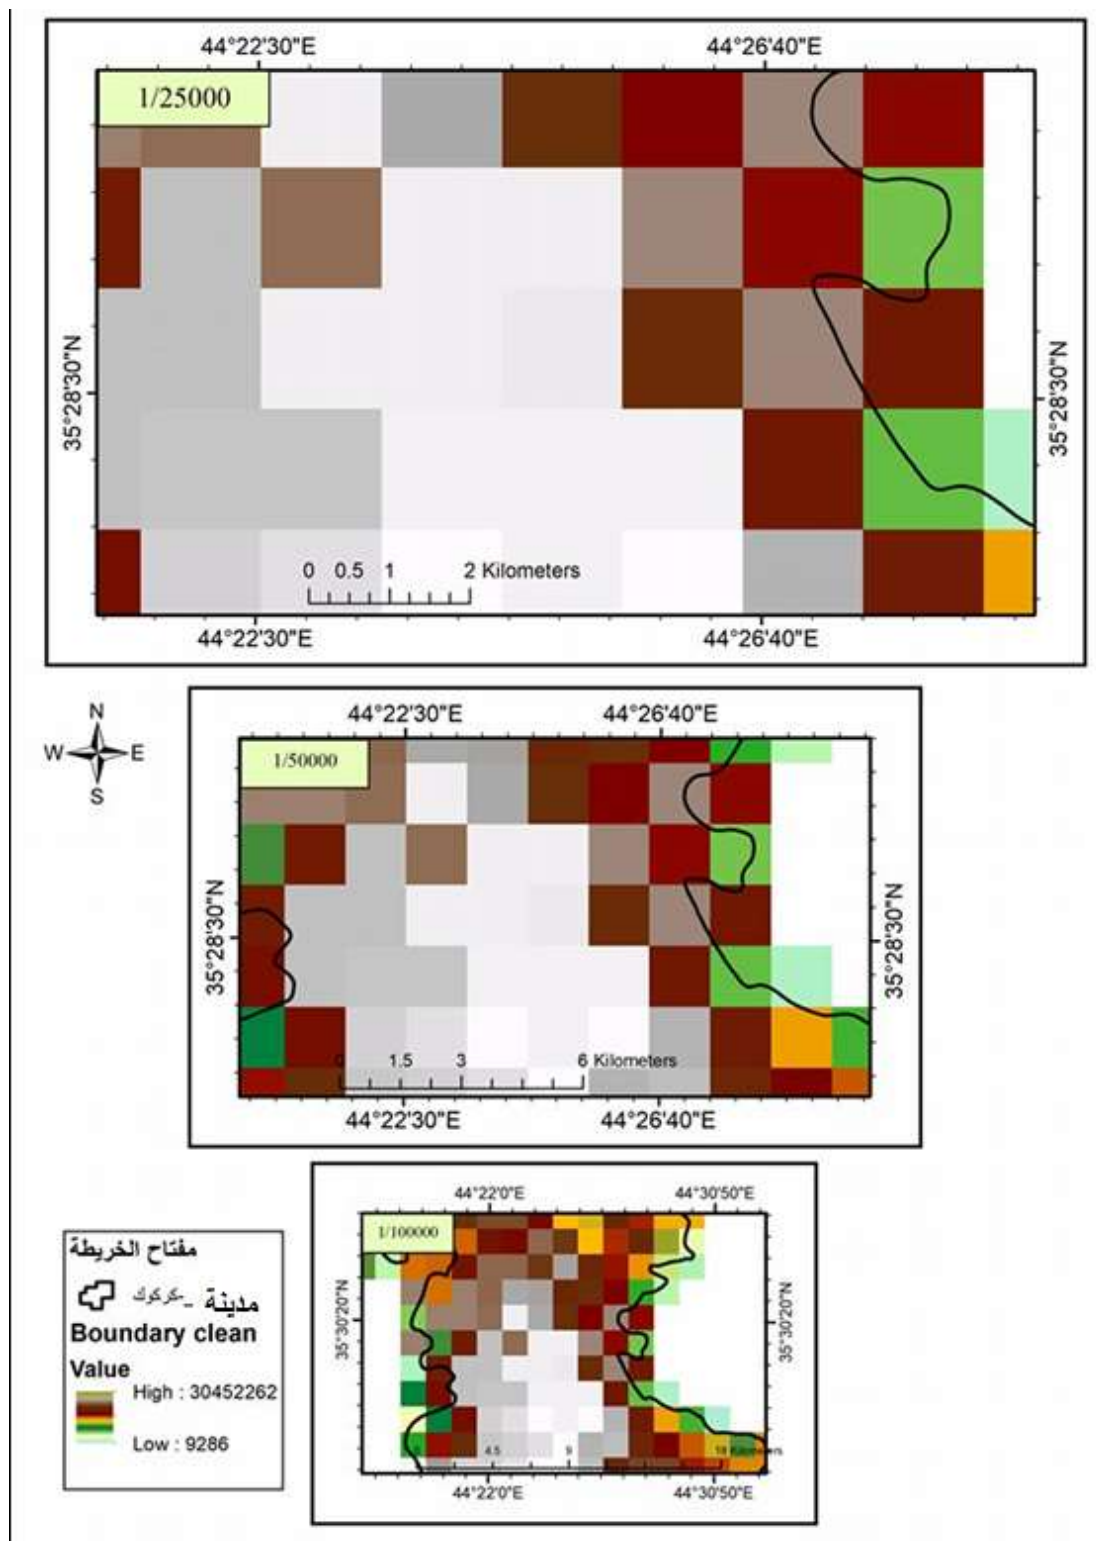 44°22'30"E 44°26'40"E
1/25000
35°28'30"N 35°28'30"N
0 0.5 1 2 Kilometers
44°22'30"E 44°26'40"E
N
W E
S
44°22'30"E 44°26'40"E
1/50000
35°28'30"N 35°28'30"N
0 1.5 3 6 Kilometers
44°22'30"E 44°26'40"E
44°22'0"E 44°30'50"E
1/100000
35°30'20"N 35°30'20"N
0 4.5 9 18 Kilometers
44°22'0"E 44°30'50"E
مفتاح الخريطة
مدينة _كركوك
Boundary clean
Value
High : 30452262
Low : 9286